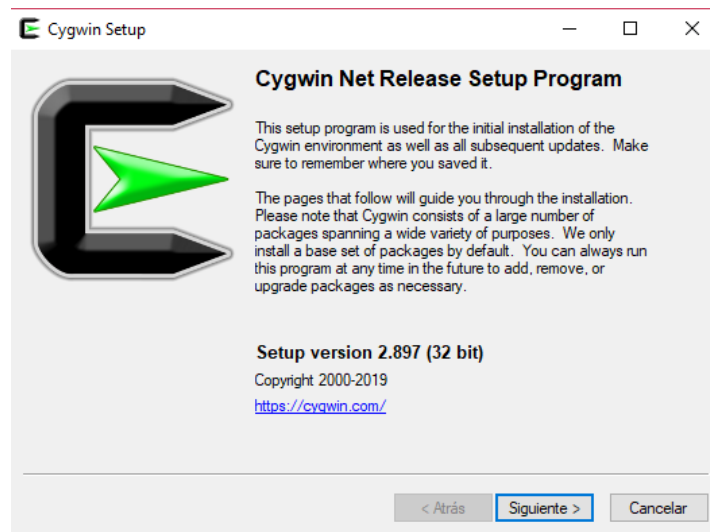 Cygwin Setup
Cygwin Net Release Setup Program
This setup program is used for the initial installation of the
Cygwin environment as well as all subsequent updates. Make
sure to remember where you saved it.
The pages that follow will guide you through the installation.
Please note that Cygwin consists of a large number of
packages spanning a wide variety of purposes. We only
install a base set of packages by default. You can always run
this program at any time in the future to add, remove, or
upgrade packages as necessary.
Setup version 2.897 (32 bit)
Copyright 2000-2019
https://cygwin.com/
< Atrás Siguiente > Cancelar